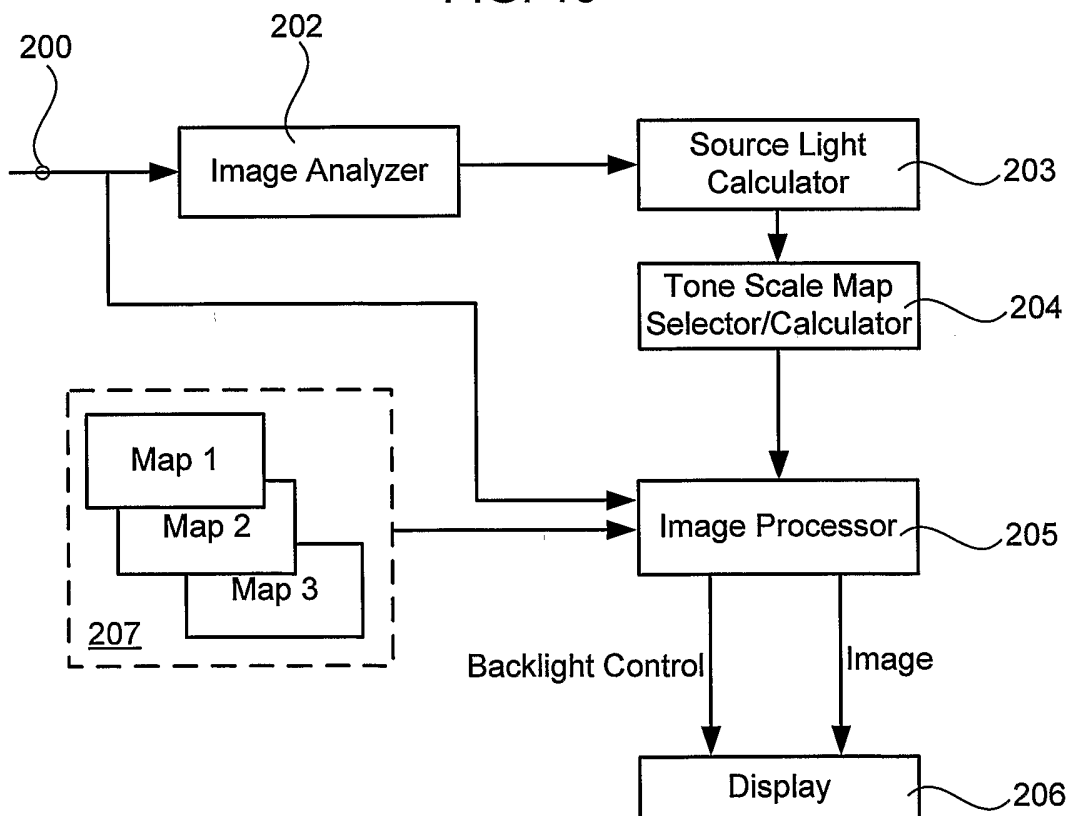 200
202
Image Analyzer
Source Light
Calculator
203
Tone Scale Map
Selector/Calculator
204
Map 1
Map 2
Map 3
207
Image Processor
205
Backlight Control
Image
Display
206